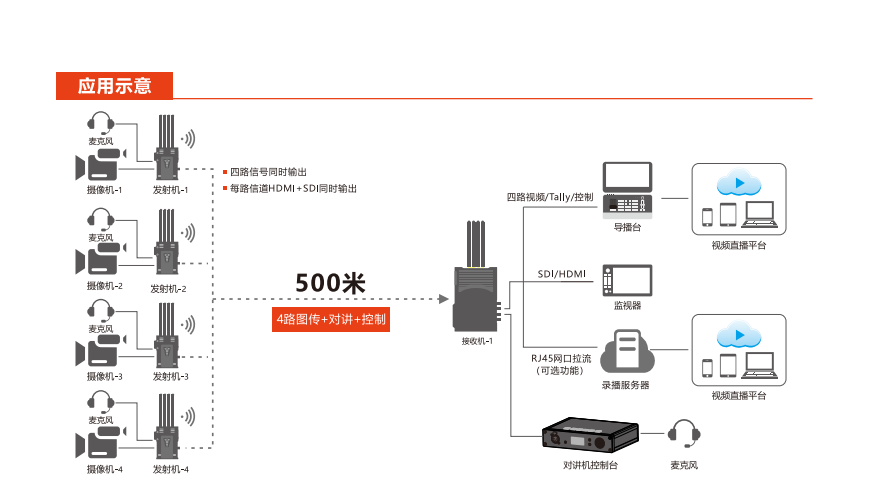 应用示意
麦克风
摄像机-1
发射机-1
四路信号同时输出
每路信道HDMI+SDI同时输出
麦克风
摄像机-2
发射机-2
麦克风
摄像机-3
发射机-3
麦克风
摄像机-4
发射机-4
500米
4路图传+对讲+控制
接收机-1
四路视频/Tally/控制
导播台
视频直播平台
SDI/HDMI
监视器
RJ45网口拉流
（可选功能）
录播服务器
视频直播平台
对讲机控制台
麦克风